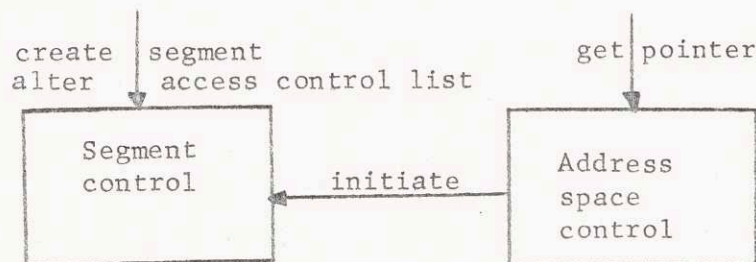 create segment
alter access control list
get pointer
Segment
control
initiate
Address
space
control